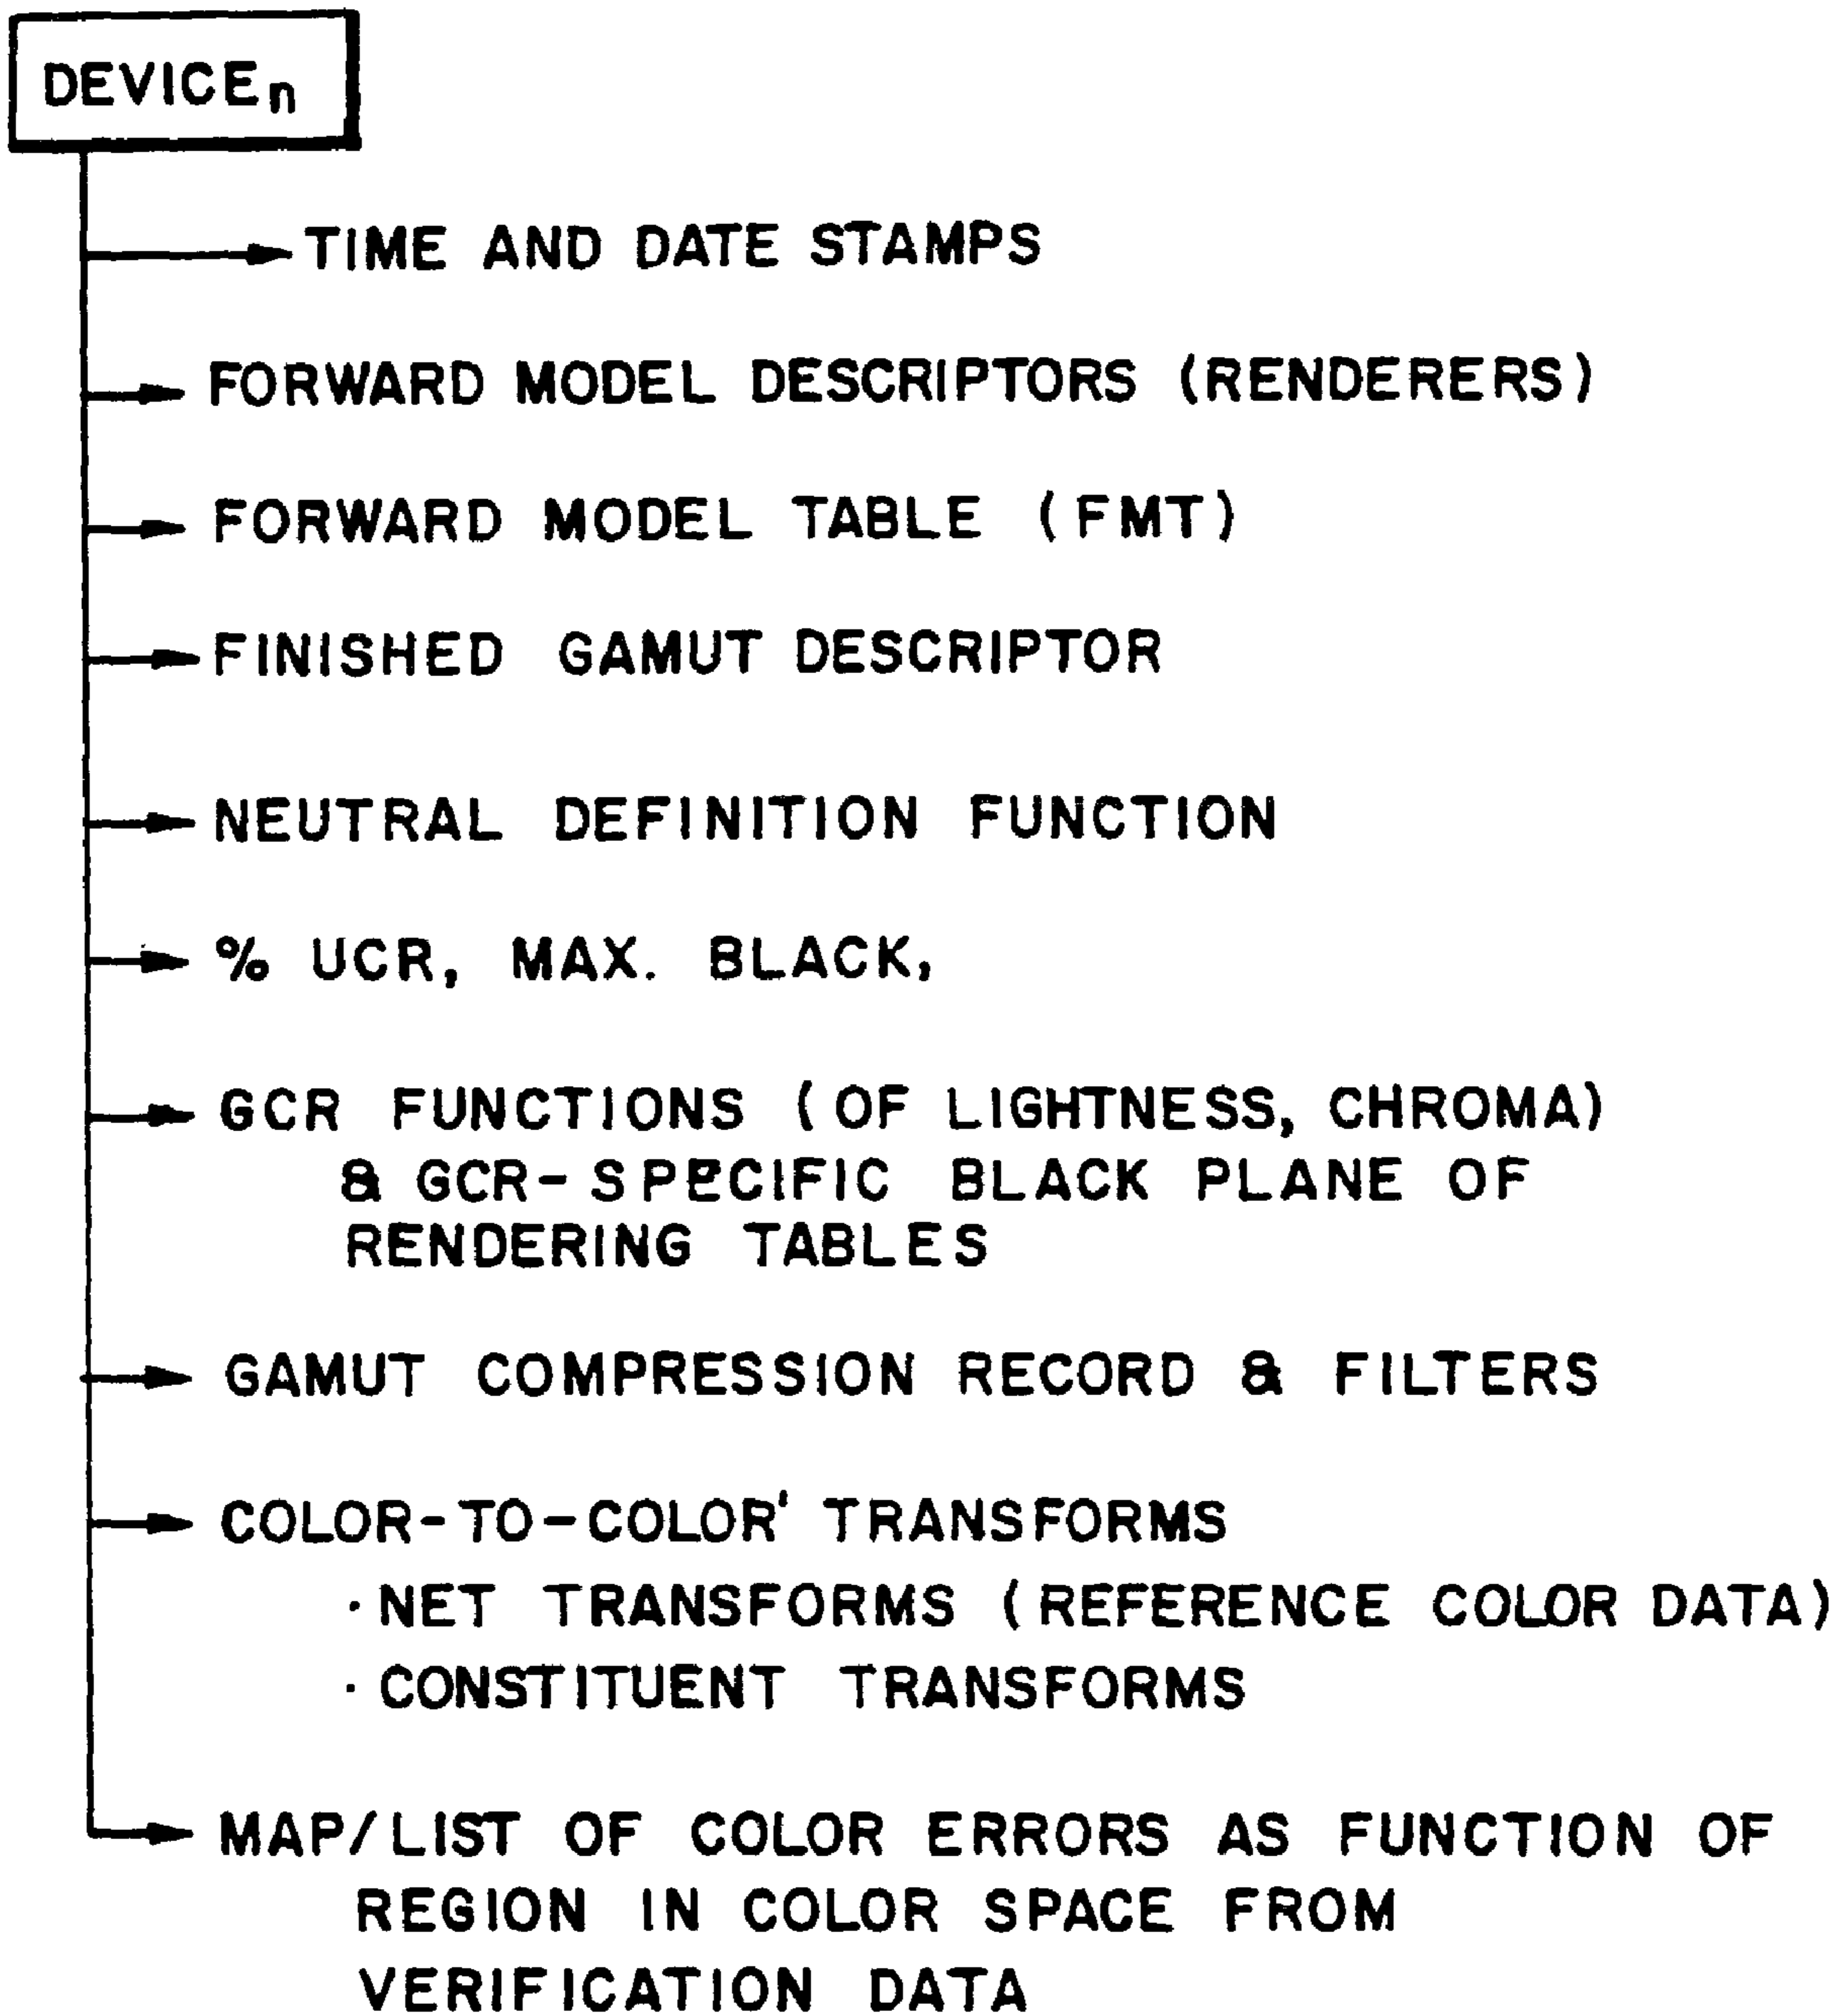 DEVICEn
TIME AND DATE STAMPS
FORWARD MODEL DESCRIPTORS (RENDERERS)
FORWARD MODEL TABLE (FMT)
FINISHED GAMUT DESCRIPTOR
NEUTRAL DEFINITION FUNCTION
% UCR, MAX. BLACK,
GCR FUNCTIONS (OF LIGHTNESS, CHROMA)
& GCR-SPECIFIC BLACK PLANE OF
RENDERING TABLES
GAMUT COMPRESSION RECORD & FILTERS
COLOR-TO-COLOR' TRANSFORMS
· NET TRANSFORMS (REFERENCE COLOR DATA)
· CONSTITUENT TRANSFORMS
MAP/LIST OF COLOR ERRORS AS FUNCTION OF
REGION IN COLOR SPACE FROM
VERIFICATION DATA